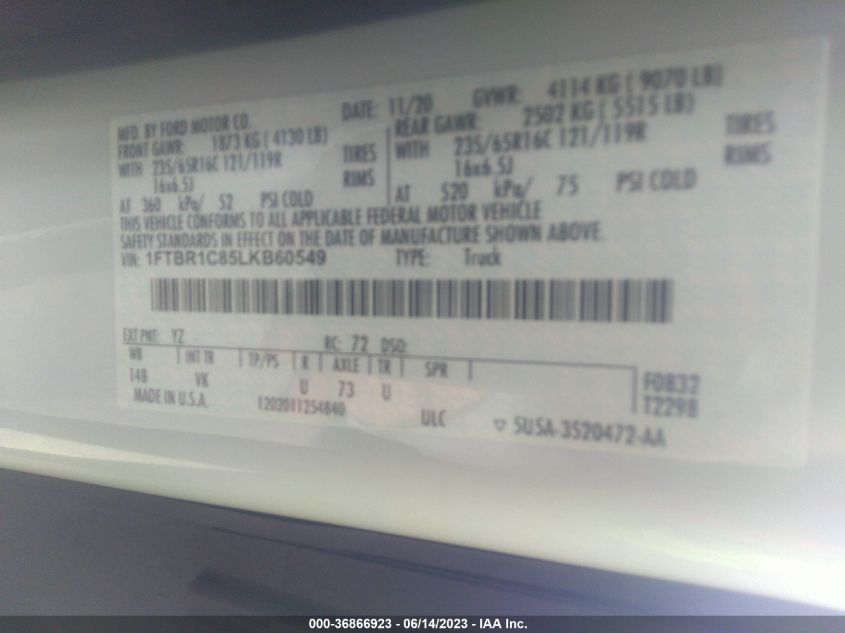 MFD. BY FORD MOTOR CO. DATE: 11/20 GVWR: 4114 KG ( 9070 LB)
FRONT GAWR: 1873 KG ( 4130 LB) REAR GAWR: 2502 KG ( 5515 LB)
WITH 235/65R16C 121/119R TIRES WITH 235/65R16C 121/119R TIRES
16x6.5J RIMS 16x6.5J RIMS
AT 360 kPa/ 52 PSI COLD AT 520 kPa/ 75 PSI COLD
THIS VEHICLE CONFORMS TO ALL APPLICABLE FEDERAL MOTOR VEHICLE
SAFETY STANDARDS IN EFFECT ON THE DATE OF MANUFACTURE SHOWN ABOVE.
VIN: 1FTBR1C85LKB60549 TYPE: Truck
EXT PNT: YZ RC: 72 DSO:
WB INT TR TP/PS R AXLE TR SPR
148 VK U 73 U
F0832
T2298
MADE IN U.S.A. 1202011254840 ULC ▽ 5U5A-3520472-AA
000-36866923 - 06/14/2023 - IAA Inc.